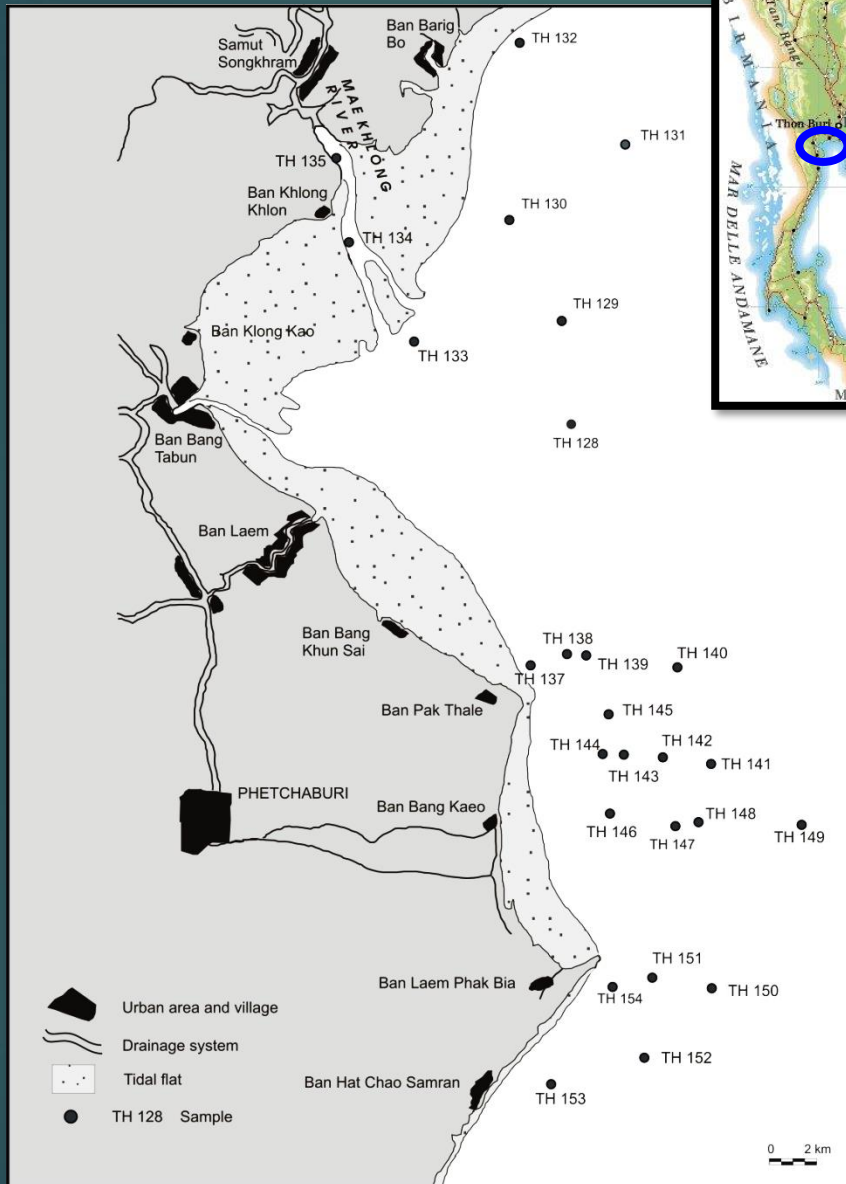 Samut
Songkhram
Ban Barig
Bo
TH 132
MAEKHLONG
RIVER
TH 131
TH 135
Ban Khlong
Khlon
TH 130
TH 134
TH 129
Ban Klong Kao
TH 133
Ban Bang
Tabun
TH 128
Ban Laem
Ban Bang
Khun Sai
TH 138
TH 139
TH 140
TH 137
Ban Pak Thale
TH 145
TH 144
TH 142
TH 143
TH 141
PHETCHABURI
Ban Bang Kaeo
TH 146
TH 148
TH 147
TH 149
Ban Laem Phak Bia
TH 151
TH 154
TH 150
Urban area and village
Drainage system
Tidal flat
TH 128 Sample
Ban Hat Chao Samran
TH 152
TH 153
0 2 km
BIRMANIA
Range
Thon Buri
MAR DELLE ANDAMANE
M